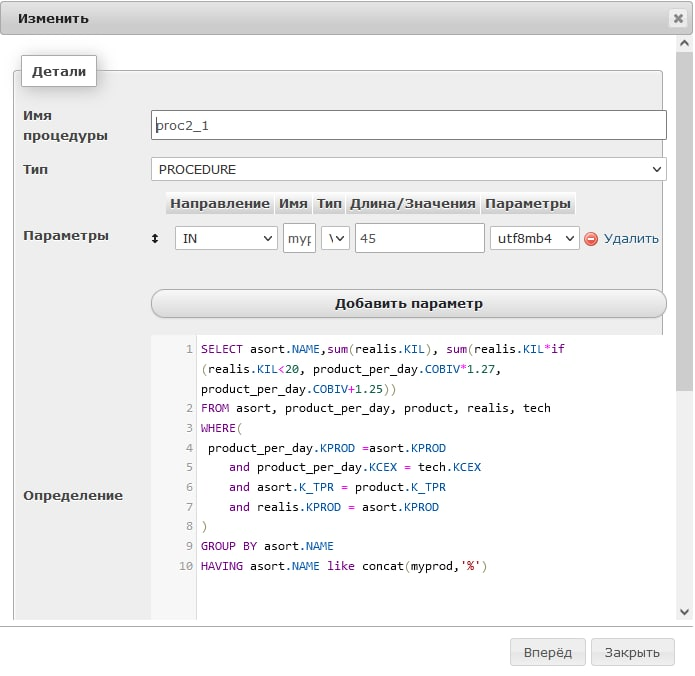 Изменить
Детали
Имя процедуры
proc2_1
Тип
PROCEDURE
Направление Имя Тип Длина/Значения Параметры
Параметры
IN
45
utf8mb4
Удалить
Добавить параметр
Определение
1 SELECT asort.NAME,sum(realis.KIL), sum(realis.KIL*if
(realis.KIL<20, product_per_day.COBIV*1.27,
product_per_day.COBIV+1.25))
2 FROM asort, product_per_day, product, realis, tech
3 WHERE(
4 product_per_day.KPROD =asort.KPROD
5 and product_per_day.KCEX = tech.KCEX
6 and asort.K_TPR = product.K_TPR
7 and realis.KPROD = asort.KPROD
8 )
9 GROUP BY asort.NAME
10 HAVING asort.NAME like concat(myprod,'%')
Вперёд
Закрыть